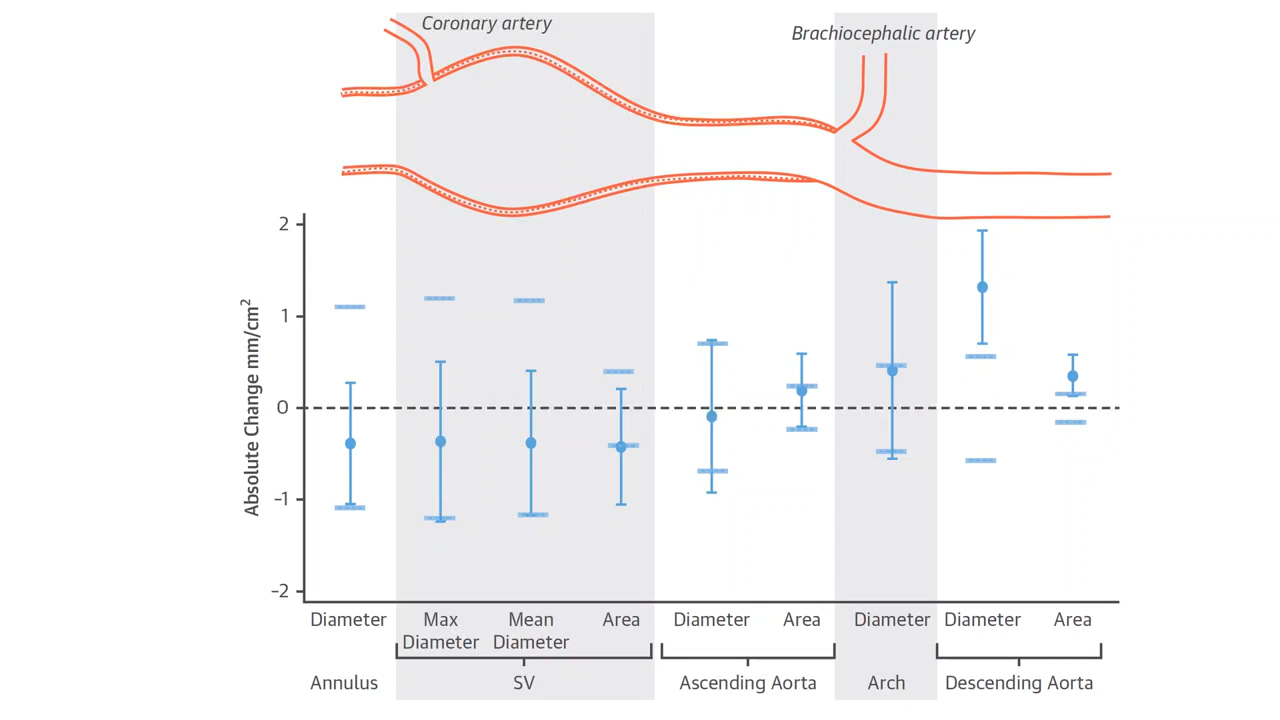 Coronary artery
Brachiocephalic artery
Absolute Change mm/cm²
2
1
0
–1
–2
Diameter
Max Diameter
Mean Diameter
Area
Diameter
Area
Diameter
Diameter
Area
Annulus
SV
Ascending Aorta
Arch
Descending Aorta